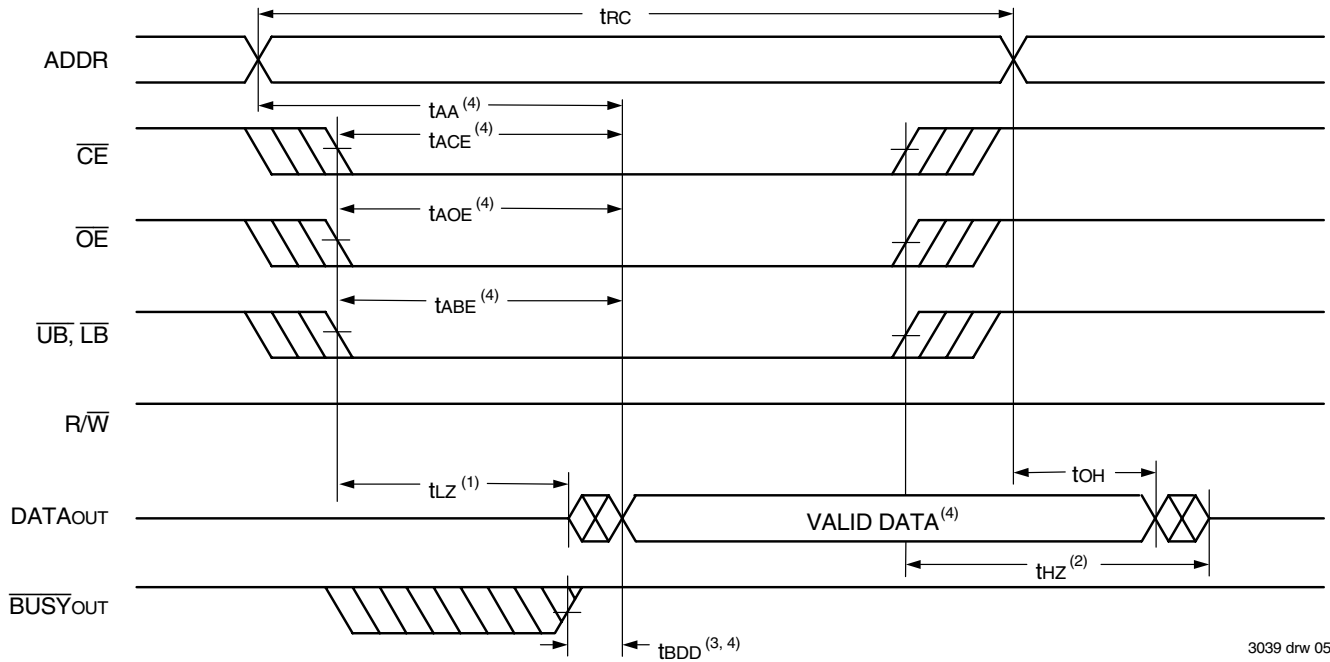 tRC
ADDR
tAA (4)
CE
tACE (4)
OE
tAOE (4)
UB, LB
tABE (4)
R/W
tLZ (1)
tOH
DATAOUT
VALID DATA(4)
tHZ (2)
BUSYOUT
tBDD (3, 4)
3039 drw 05